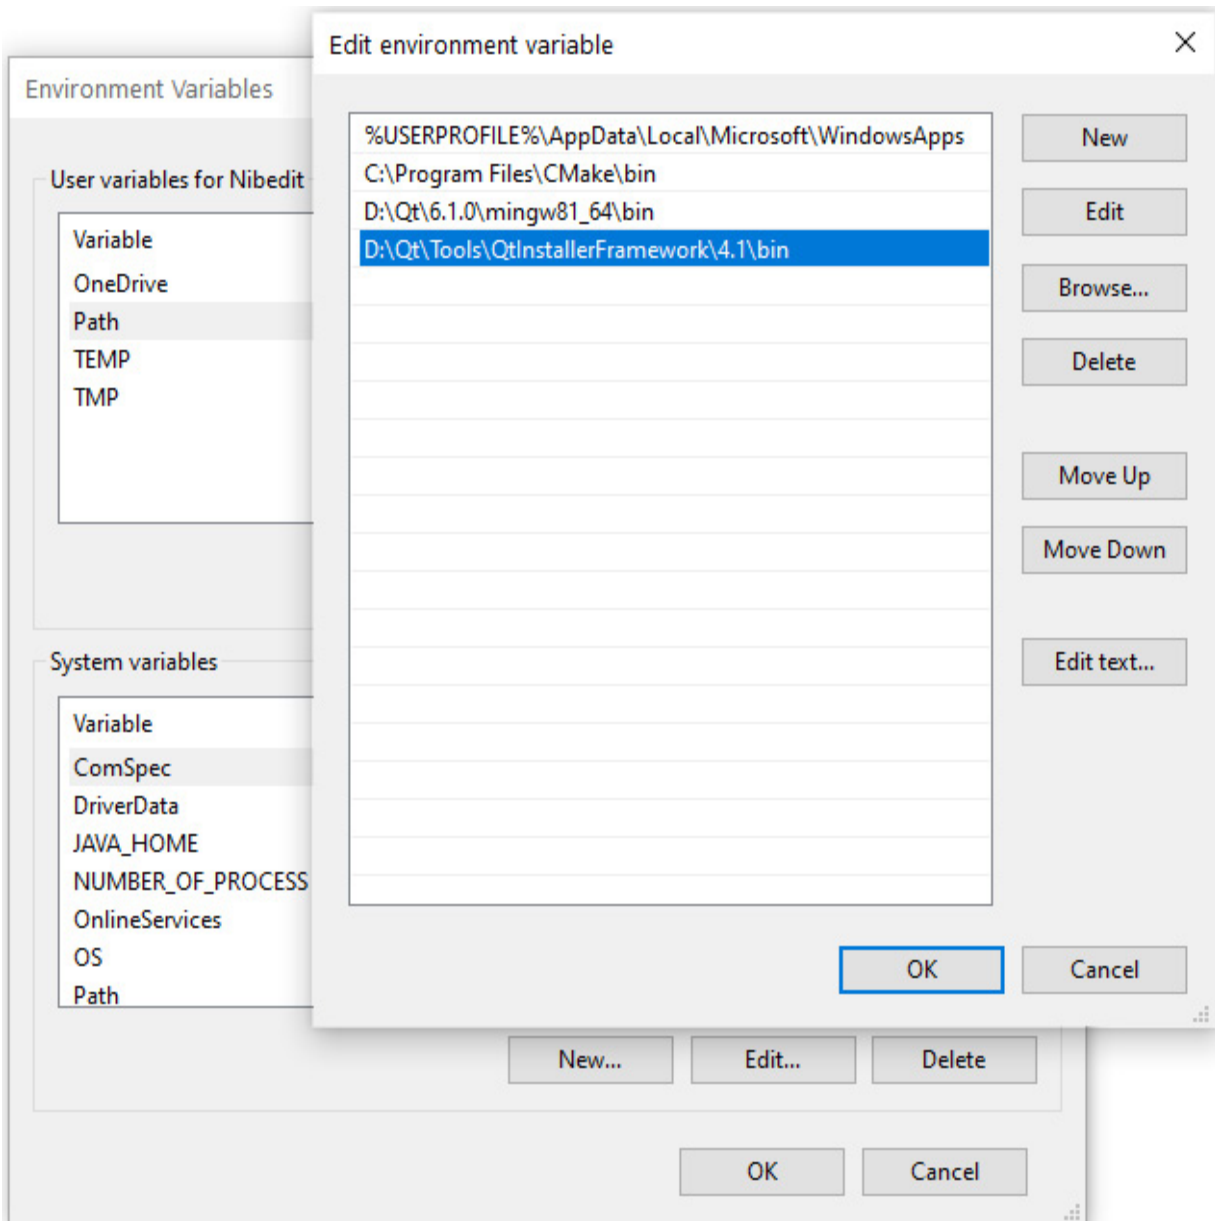 Edit environment variable
Environment Variables
%USERPROFILE%\AppData\Local\Microsoft\WindowsApps
C:\Program Files\CMake\bin
D:\Qt\6.1.0\mingw81_64\bin
D:\Qt\Tools\QtInstallerFramework\4.1\bin
New
Edit
Browse...
Delete
Move Up
Move Down
Edit text...
OK
Cancel
User variables for Nibedit
Variable
OneDrive
Path
TEMP
TMP
System variables
Variable
ComSpec
DriverData
JAVA_HOME
NUMBER_OF_PROCESS
OnlineServices
OS
Path
New...
Edit...
Delete
OK
Cancel